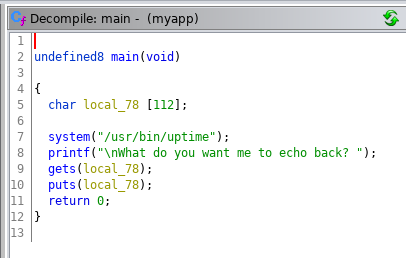 Decompile: main - (myapp)
1
2 undefined8 main(void)
3
4 {
5 char local_78 [112];
6
7 system("/usr/bin/uptime");
8 printf("\nWhat do you want me to echo back? ");
9 gets(local_78);
10 puts(local_78);
11 return 0;
12 }
13